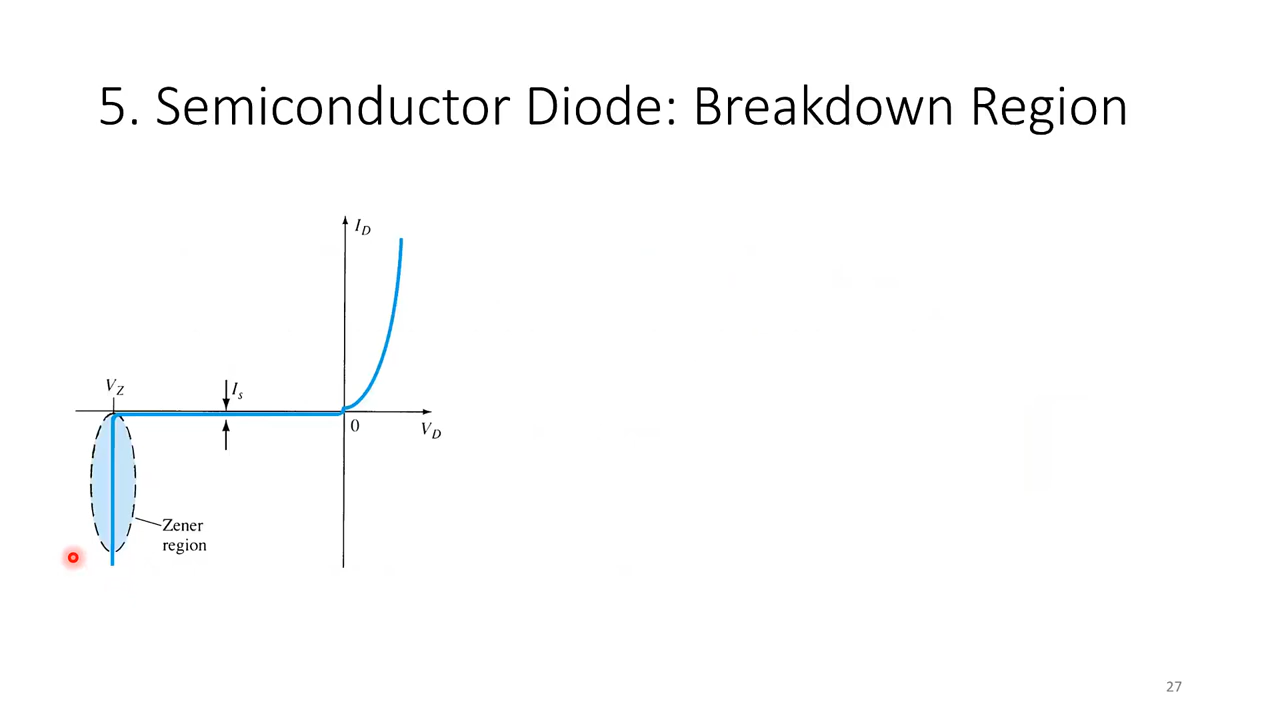 5. Semiconductor Diode: Breakdown Region
I_D
V_Z
I_s
0
V_D
Zener
region
27